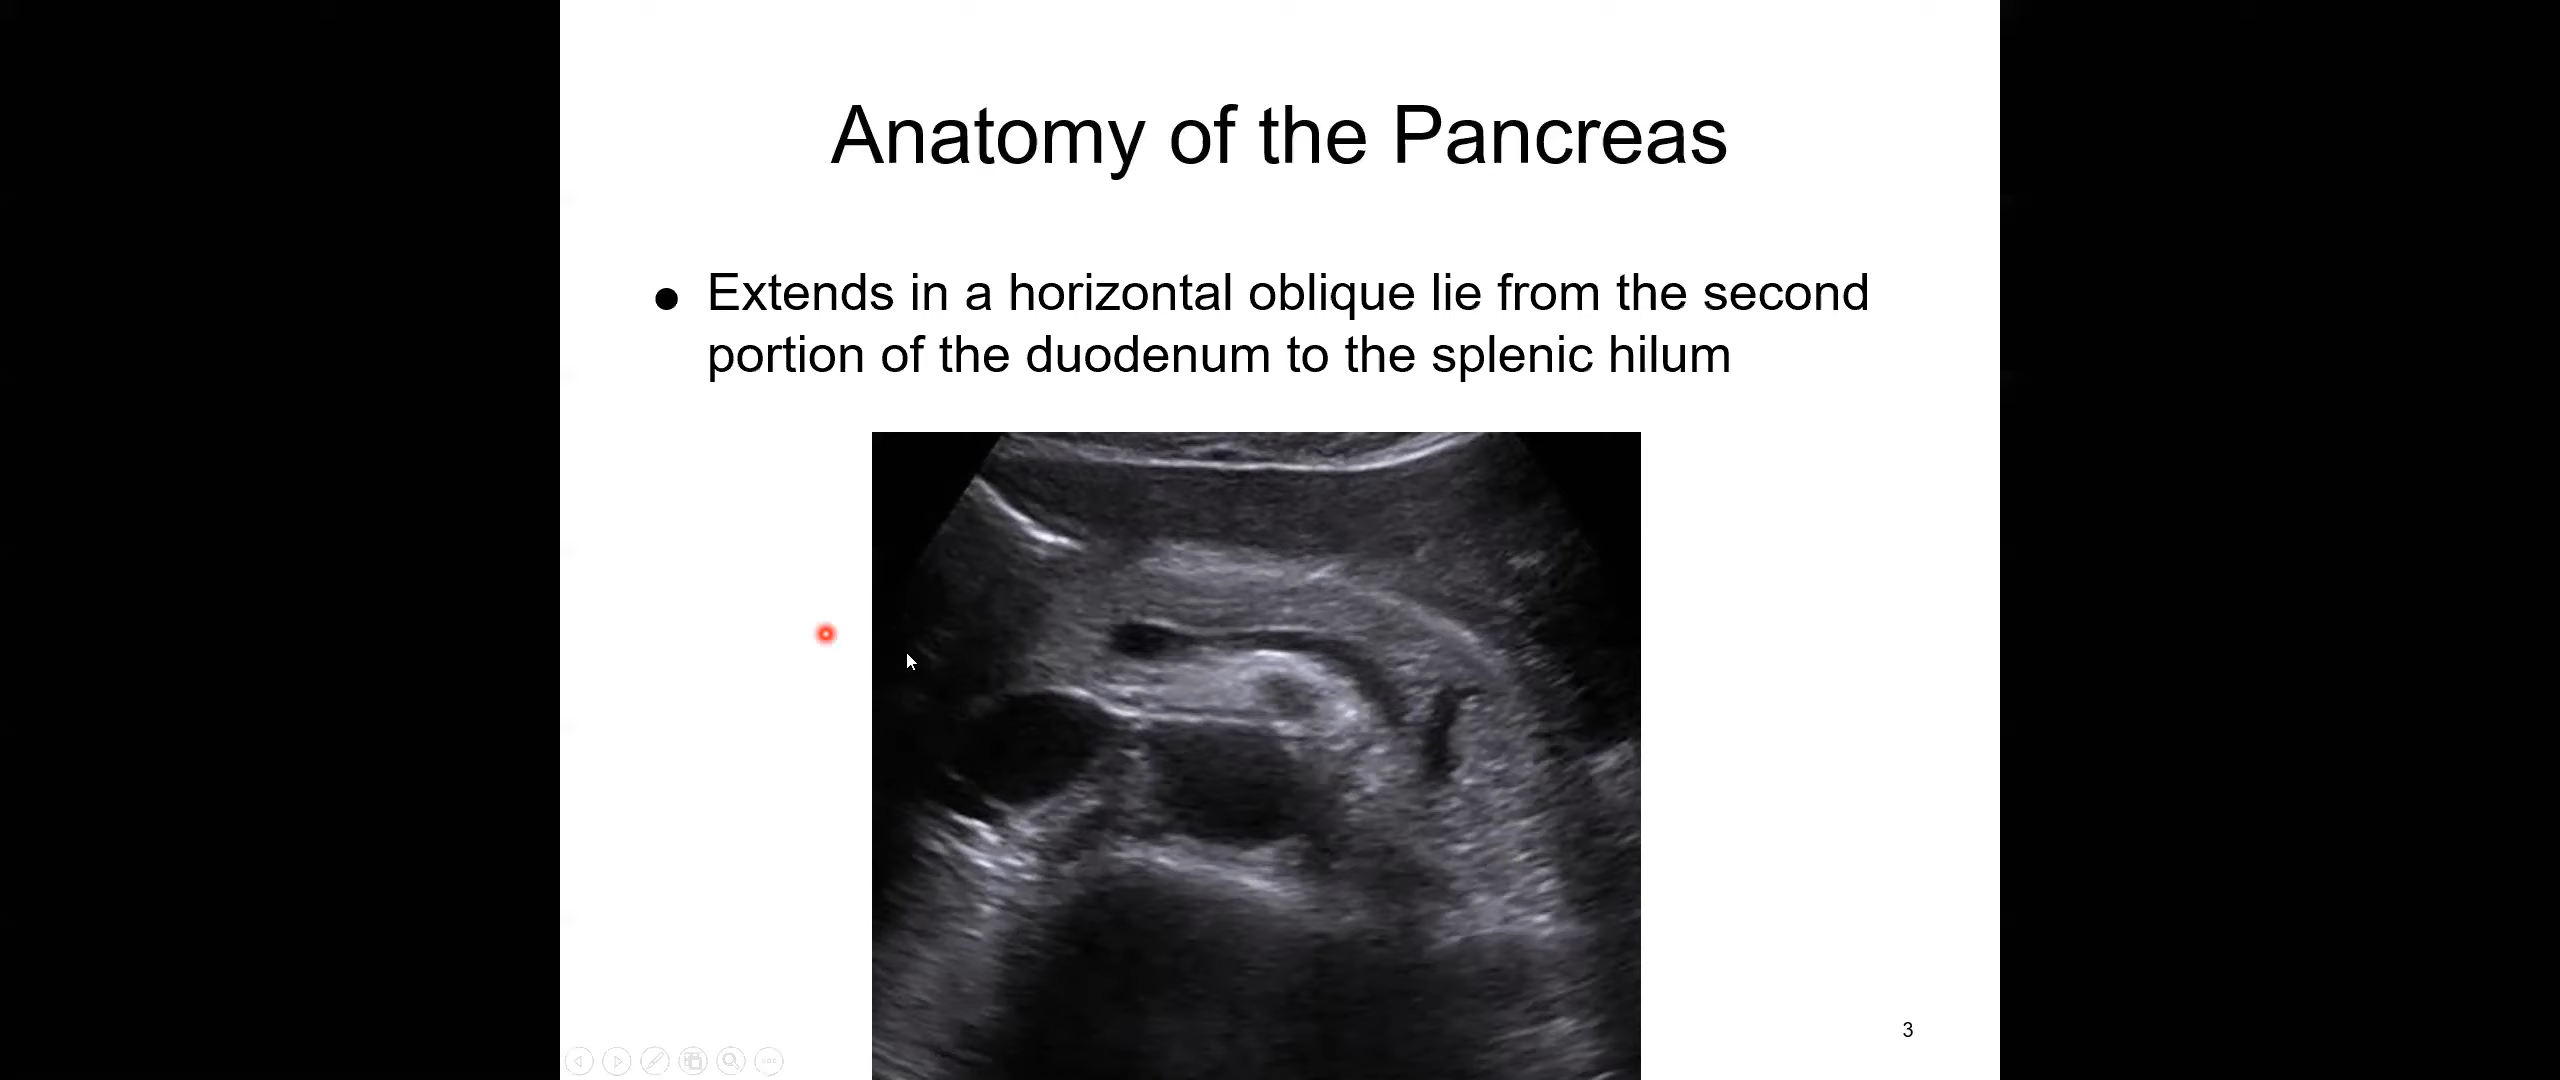 Anatomy of the Pancreas
● Extends in a horizontal oblique lie from the second
portion of the duodenum to the splenic hilum
3